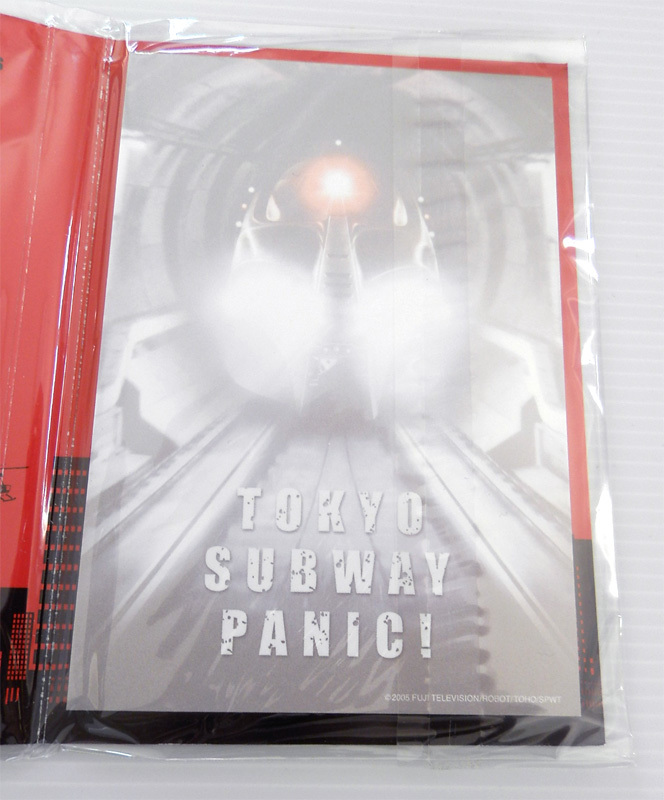 TOKYO
SUBWAY
PANIC!
©2005 FUJI TELEVISION/ROBOT/TOHO/SPWT